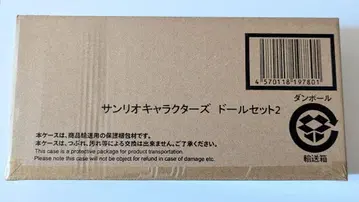 4570118197801
サンリオキャラクターズ ドールセット2
ダンボール
本ケースは、商品輸送用の保護梱包材です。
本ケースは、つぶれ、汚れ等による交換は出来ません。ご了承ください。
This case is a protective package for product transportation.
Please note this case will not be object for refund in case of damage etc.
輸送箱